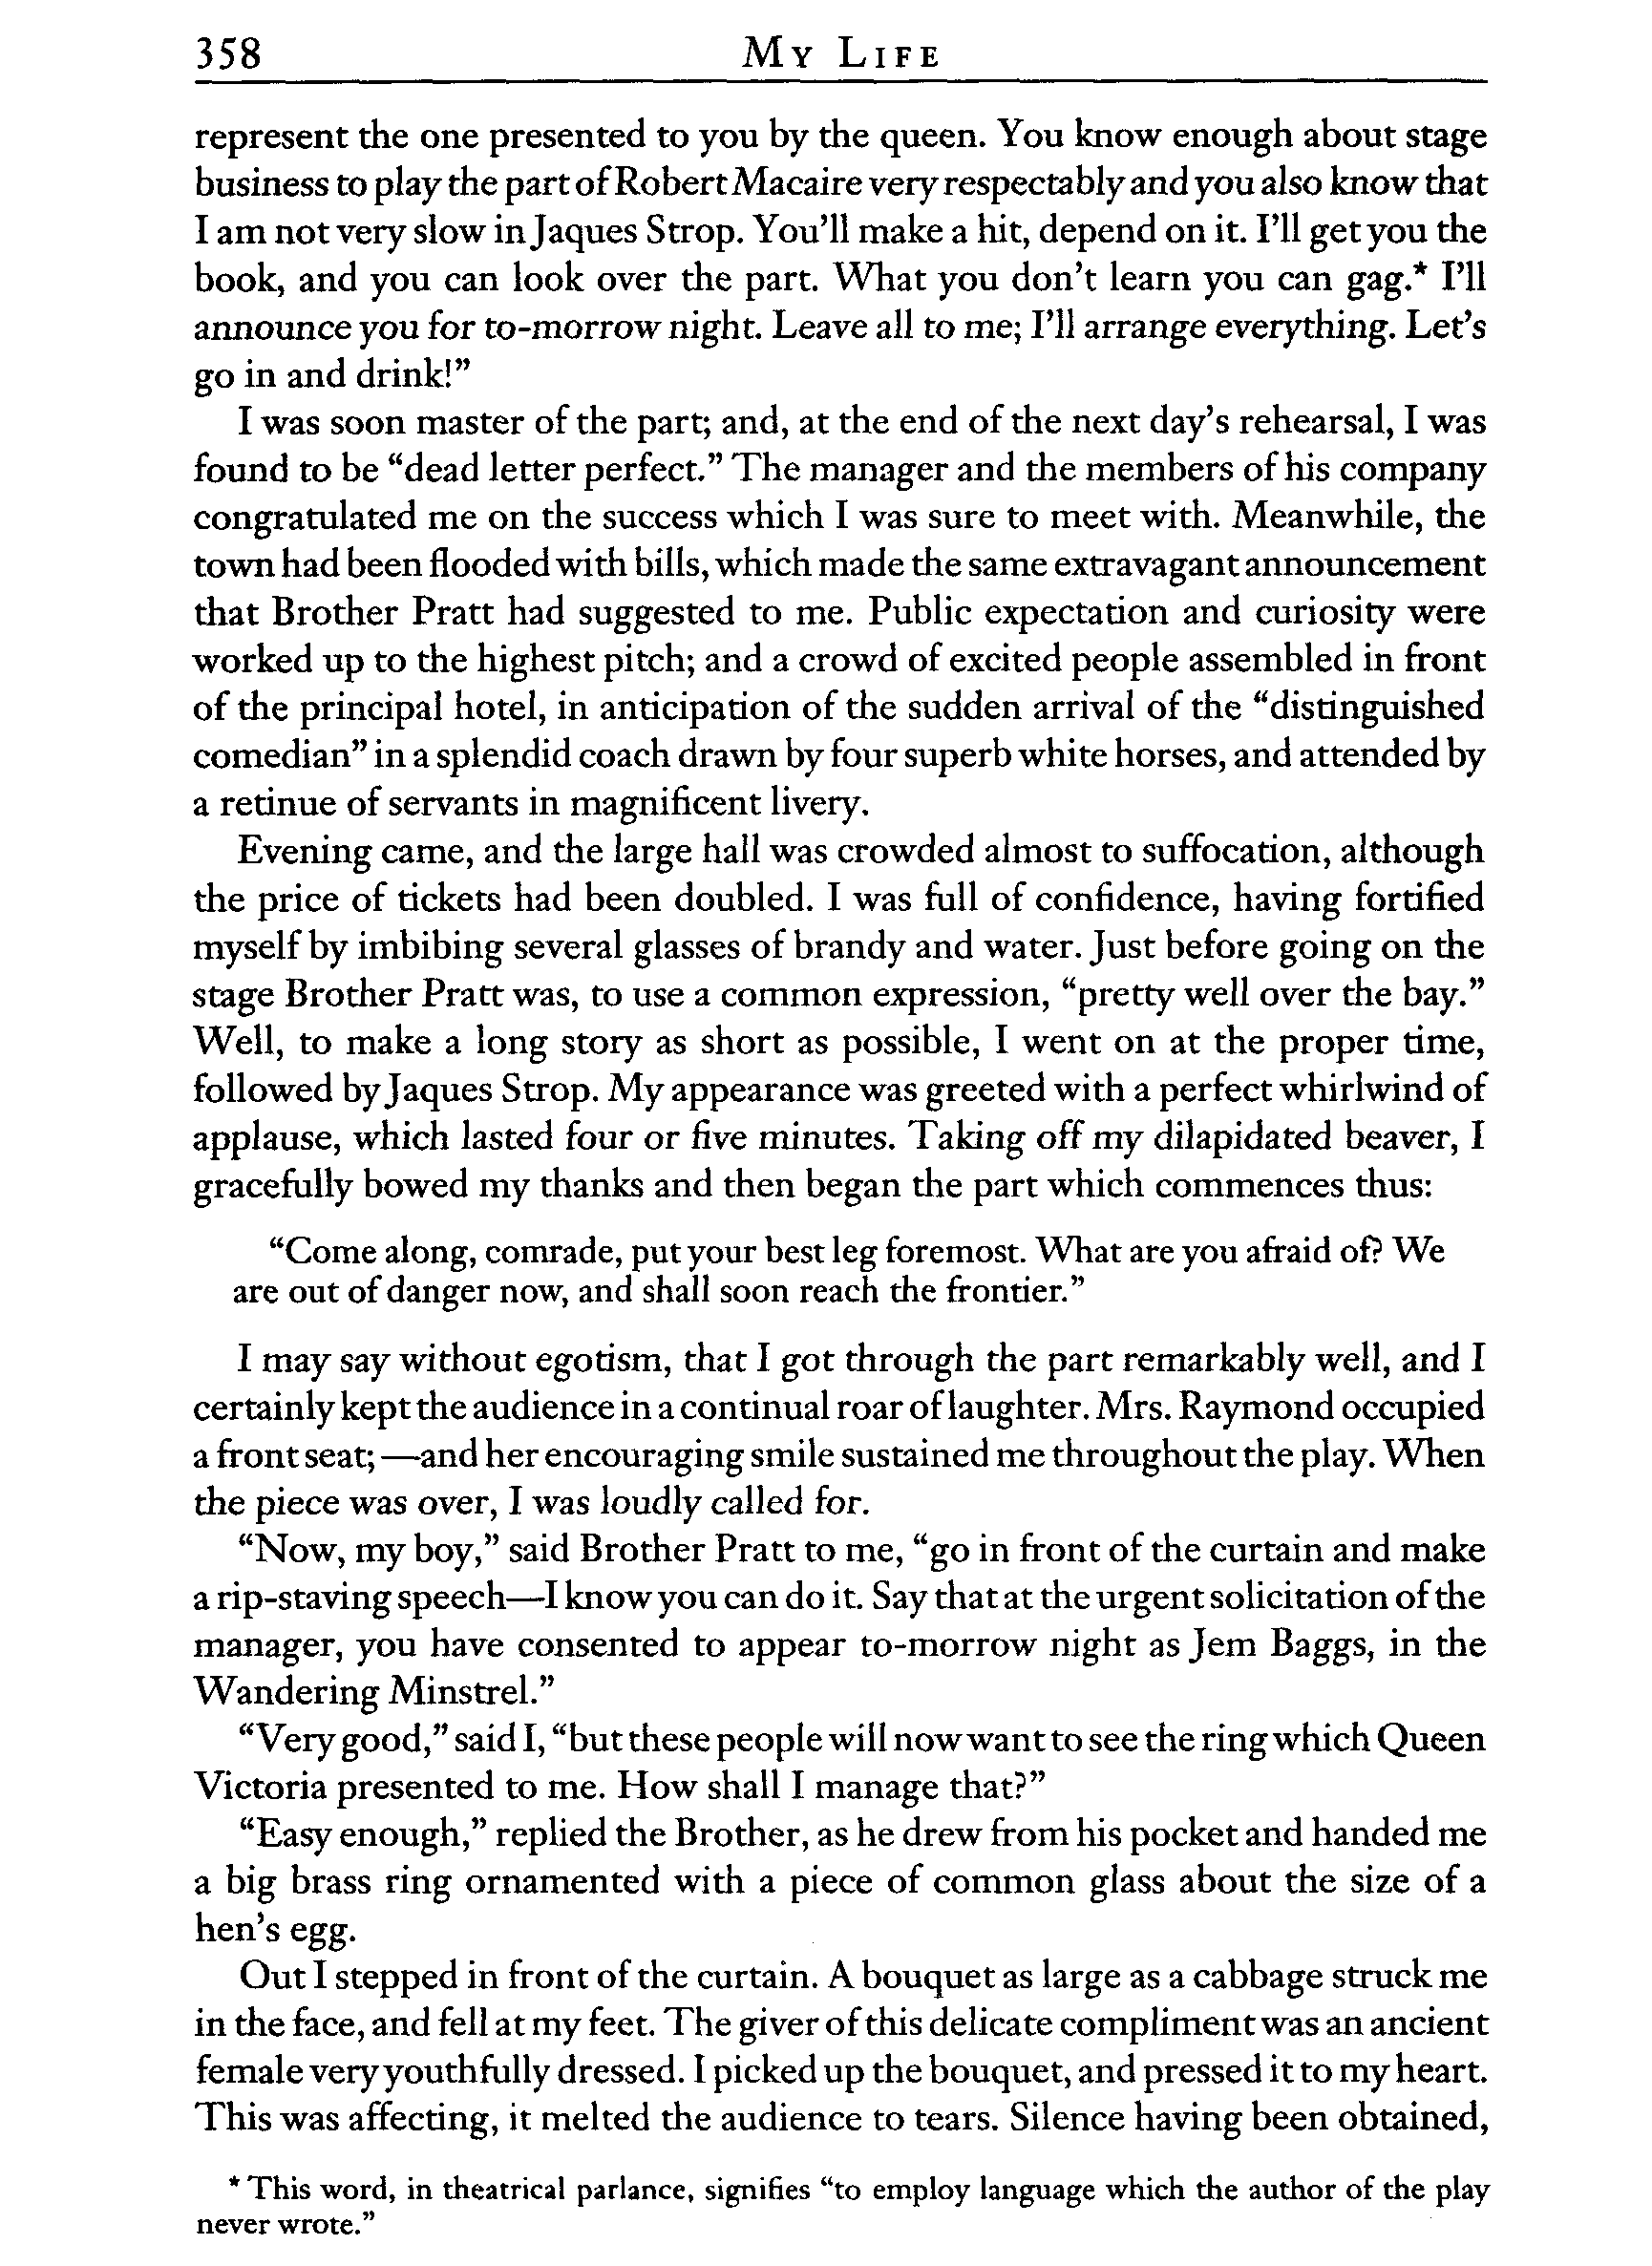 358 My Life
represent the one presented to you by the queen. You know enough about stage
business to play the part of Robert Macaire very respectably and you also know that
I am not very slow in Jaques Strop. You'll make a hit, depend on it. I'll get you the
book, and you can look over the part. What you don't learn you can gag.* I'll
announce you for to-morrow night. Leave all to me; I'll arrange everything. Let's
go in and drink!”
I was soon master of the part; and, at the end of the next day's rehearsal, I was
found to be “dead letter perfect.” The manager and the members of his company
congratulated me on the success which I was sure to meet with. Meanwhile, the
town had been flooded with bills, which made the same extravagant announcement
that Brother Pratt had suggested to me. Public expectation and curiosity were
worked up to the highest pitch; and a crowd of excited people assembled in front
of the principal hotel, in anticipation of the sudden arrival of the “distinguished
comedian” in a splendid coach drawn by four superb white horses, and attended by
a retinue of servants in magnificent livery.
Evening came, and the large hall was crowded almost to suffocation, although
the price of tickets had been doubled. I was full of confidence, having fortified
myself by imbibing several glasses of brandy and water. Just before going on the
stage Brother Pratt was, to use a common expression, “pretty well over the bay.”
Well, to make a long story as short as possible, I went on at the proper time,
followed by Jaques Strop. My appearance was greeted with a perfect whirlwind of
applause, which lasted four or five minutes. Taking off my dilapidated beaver, I
gracefully bowed my thanks and then began the part which commences thus:
“Come along, comrade, put your best leg foremost. What are you afraid of? We
are out of danger now, and shall soon reach the frontier.”
I may say without egotism, that I got through the part remarkably well, and I
certainly kept the audience in a continual roar of laughter. Mrs. Raymond occupied
a front seat; —and her encouraging smile sustained me throughout the play. When
the piece was over, I was loudly called for.
“Now, my boy,” said Brother Pratt to me, “go in front of the curtain and make
a rip-staving speech—I know you can do it. Say that at the urgent solicitation of the
manager, you have consented to appear to-morrow night as Jem Baggs, in the
Wandering Minstrel.”
“Very good,” said I, “but these people will now want to see the ring which Queen
Victoria presented to me. How shall I manage that?”
“Easy enough,” replied the Brother, as he drew from his pocket and handed me
a big brass ring ornamented with a piece of common glass about the size of a
hen's egg.
Out I stepped in front of the curtain. A bouquet as large as a cabbage struck me
in the face, and fell at my feet. The giver of this delicate compliment was an ancient
female very youthfully dressed. I picked up the bouquet, and pressed it to my heart.
This was affecting, it melted the audience to tears. Silence having been obtained,
* This word, in theatrical parlance, signifies “to employ language which the author of the play
never wrote.”